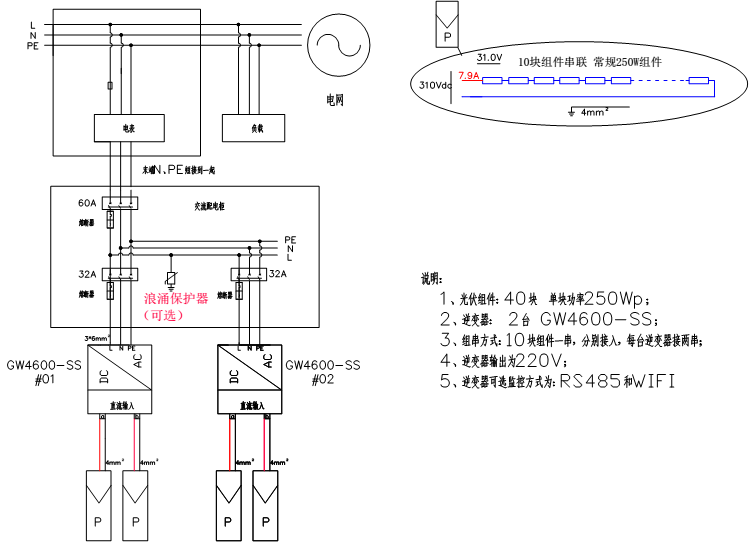 L
N
PE
电网
电表
负载
末端N、PE短接到一起
60A
熔断器
交流配电柜
PE
N
L
32A
熔断器
浪涌保护器
(可选)
熔断器
32A
3*6mm²
L N PE
L N PE
GW4600-SS
#01
DC
AC
直流输入
DC
AC
直流输入
GW4600-SS
#02
4mm²
4mm²
4mm²
4mm²
P
P
P
P
P
31.0V
10块组件串联 常规250W组件
7.9A
310Vdc
4mm²
说明:
1、光伏组件: 40块 单块功率250Wp;
2、逆变器: 2台 GW4600-SS;
3、组串方式: 10块组件一串, 分别接入, 每台逆变器接两串;
4、逆变器输出为220V;
5、逆变器可选监控方式为: RS485和WIFI